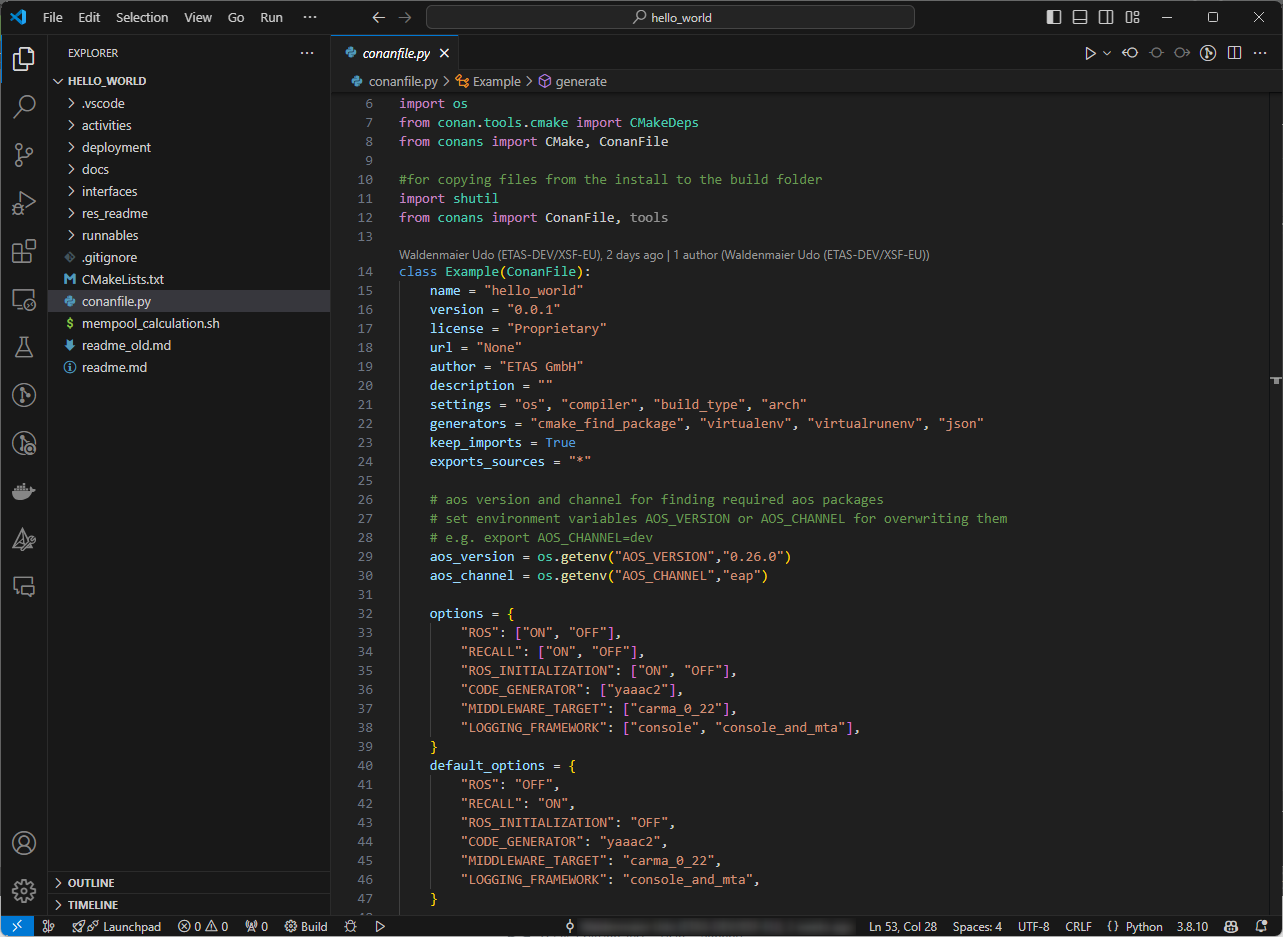 File Edit Selection View Go Run ··· hello_world
EXPLORER ···
HELLO_WORLD
.vscode
activities
deployment
docs
interfaces
res_readme
runnables
.gitignore
M CMakeLists.txt
conanfile.py
$ mempool_calculation.sh
readme_old.md
readme.md
OUTLINE
TIMELINE
conanfile.py
conanfile.py > Example > generate
6 import os
7 from conan.tools.cmake import CMakeDeps
8 from conans import CMake, ConanFile
9
10 #for copying files from the install to the build folder
11 import shutil
12 from conans import ConanFile, tools
13
Waldenmaier Udo (ETAS-DEV/XSF-EU), 2 days ago | 1 author (Waldenmaier Udo (ETAS-DEV/XSF-EU))
14 class Example(ConanFile):
15     name = "hello_world"
16     version = "0.0.1"
17     license = "Proprietary"
18     url = "None"
19     author = "ETAS GmbH"
20     description = ""
21     settings = "os", "compiler", "build_type", "arch"
22     generators = "cmake_find_package", "virtualenv", "virtualrunenv", "json"
23     keep_imports = True
24     exports_sources = "*"
25
26     # aos version and channel for finding required aos packages
27     # set environment variables AOS_VERSION or AOS_CHANNEL for overwriting them
28     # e.g. export AOS_CHANNEL=dev
29     aos_version = os.getenv("AOS_VERSION","0.26.0")
30     aos_channel = os.getenv("AOS_CHANNEL","eap")
31
32     options = {
33         "ROS": ["ON", "OFF"],
34         "RECALL": ["ON", "OFF"],
35         "ROS_INITIALIZATION": ["ON", "OFF"],
36         "CODE_GENERATOR": ["yaaac2"],
37         "MIDDLEWARE_TARGET": ["carma_0_22"],
38         "LOGGING_FRAMEWORK": ["console", "console_and_mta"],
39     }
40     default_options = {
41         "ROS": "OFF",
42         "RECALL": "ON",
43         "ROS_INITIALIZATION": "OFF",
44         "CODE_GENERATOR": "yaaac2",
45         "MIDDLEWARE_TARGET": "carma_0_22",
46         "LOGGING_FRAMEWORK": "console_and_mta",
47     }
Launchpad 0 0 0 Build Ln 53, Col 28 Spaces: 4 UTF-8 CRLF {} Python 3.8.10